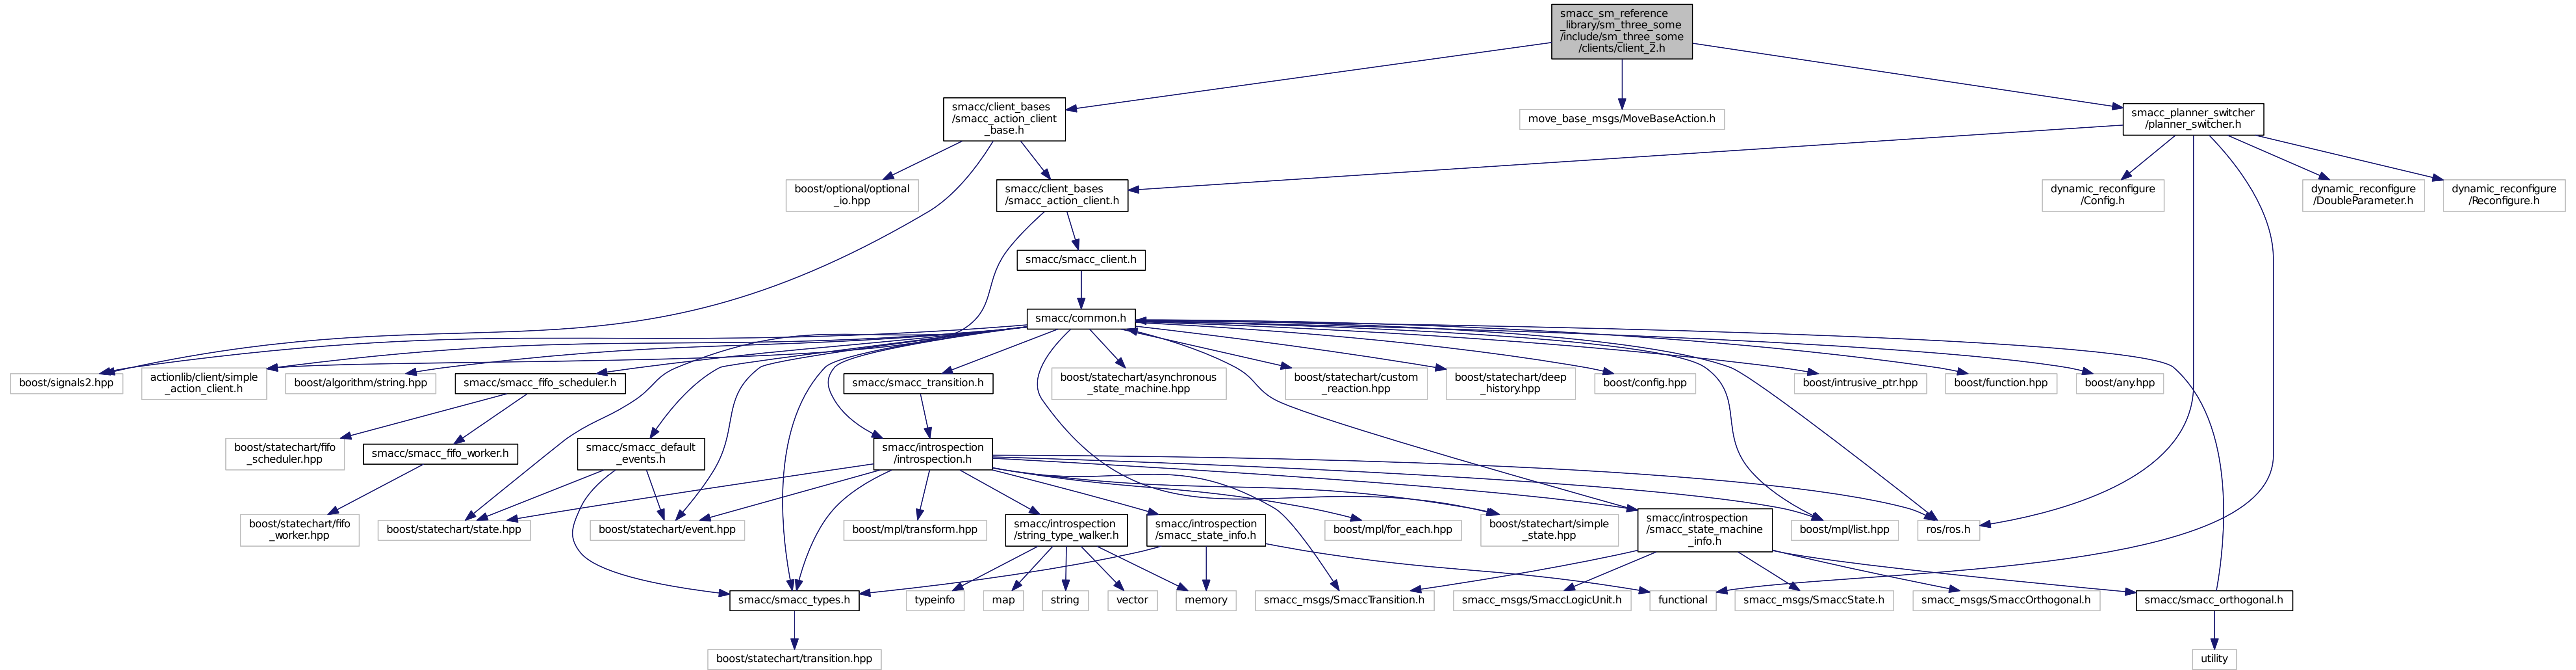 smacc_sm_reference
_library/sm_three_some
/include/sm_three_some
/clients/client_2.h
smacc/client_bases
/smacc_action_client
_base.h
move_base_msgs/MoveBaseAction.h
smacc_planner_switcher
/planner_switcher.h
boost/optional/optional
_io.hpp
smacc/client_bases
/smacc_action_client.h
dynamic_reconfigure
/Config.h
dynamic_reconfigure
/DoubleParameter.h
dynamic_reconfigure
/Reconfigure.h
smacc/smacc_client.h
smacc/common.h
boost/signals2.hpp
actionlib/client/simple
_action_client.h
boost/algorithm/string.hpp
smacc/smacc_fifo_scheduler.h
smacc/smacc_transition.h
boost/statechart/asynchronous
_state_machine.hpp
boost/statechart/custom
_reaction.hpp
boost/statechart/deep
_history.hpp
boost/config.hpp
boost/intrusive_ptr.hpp
boost/function.hpp
boost/any.hpp
boost/statechart/fifo
_scheduler.hpp
smacc/smacc_fifo_worker.h
smacc/smacc_default
_events.h
smacc/introspection
/introspection.h
boost/statechart/fifo
_worker.hpp
boost/statechart/state.hpp
boost/statechart/event.hpp
boost/mpl/transform.hpp
smacc/introspection
/string_type_walker.h
smacc/introspection
/smacc_state_info.h
boost/mpl/for_each.hpp
boost/statechart/simple
_state.hpp
smacc/introspection
/smacc_state_machine
_info.h
boost/mpl/list.hpp
ros/ros.h
smacc/smacc_types.h
typeinfo
map
string
vector
memory
smacc_msgs/SmaccTransition.h
smacc_msgs/SmaccLogicUnit.h
functional
smacc_msgs/SmaccState.h
smacc_msgs/SmaccOrthogonal.h
smacc/smacc_orthogonal.h
boost/statechart/transition.hpp
utility